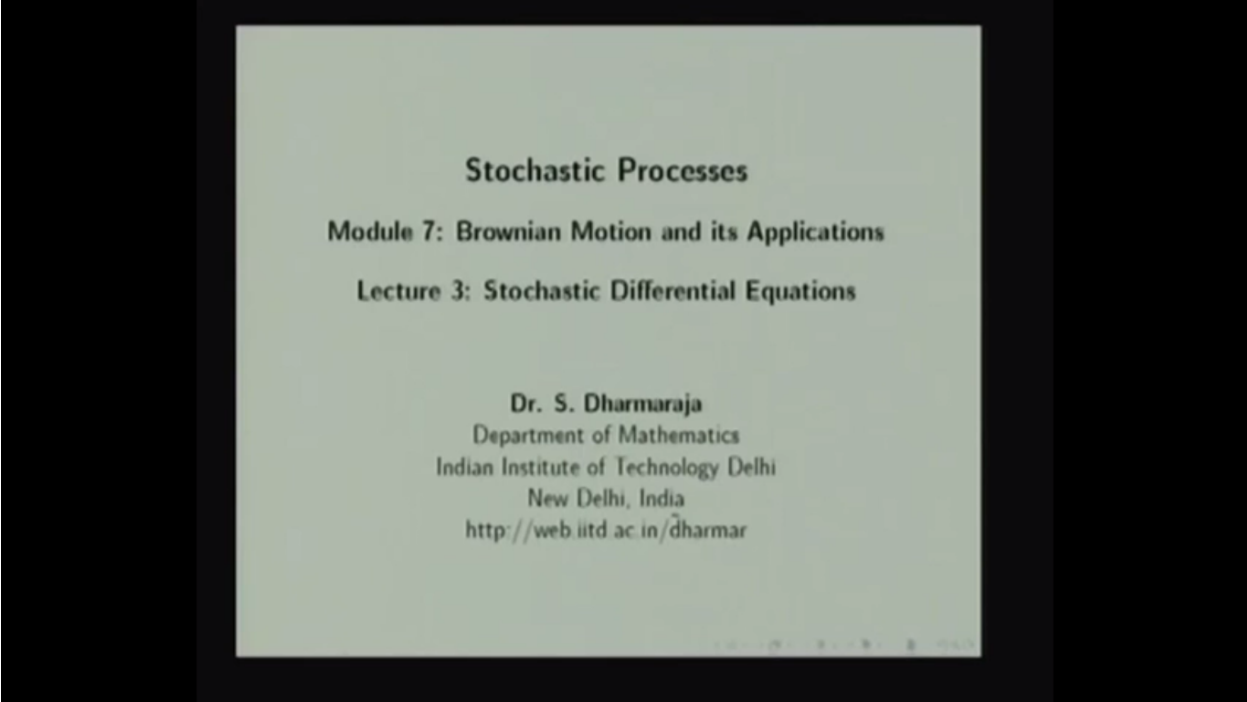 Stochastic Processes
Module 7: Brownian Motion and its Applications
Lecture 3: Stochastic Differential Equations
Dr. S. Dharmaraja
Department of Mathematics
Indian Institute of Technology Delhi
New Delhi, India
http://web.iitd.ac.in/d̃harmar